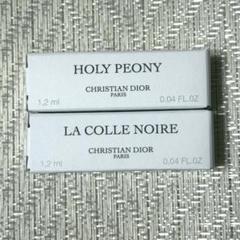 HOLY PEONY
CHRISTIAN DIOR
PARIS
1,2 ml 0.04 FL.OZ
LA COLLE NOIRE
CHRISTIAN DIOR
PARIS
1,2 ml 0.04 FL.OZ